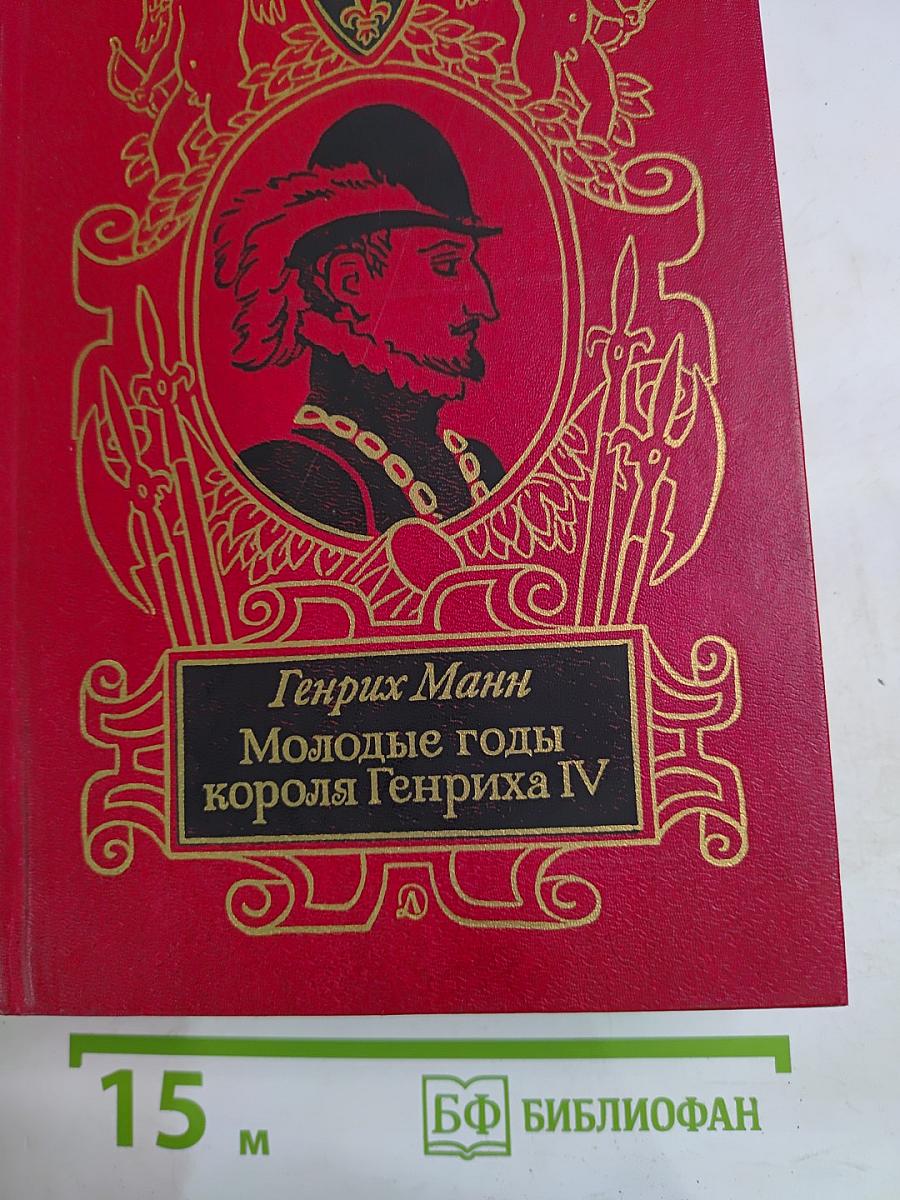 Генрих Манн
Молодые годы
короля Генриха IV
Д
15 м
БФ БИБЛИОФАН